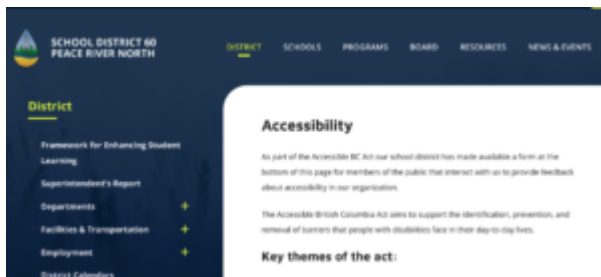 SCHOOL DISTRICT 60
PEACE RIVER NORTH
DISTRICT SCHOOLS PROGRAMS BOARD RESOURCES NEWS & EVENTS
District
Framework for Enhancing Student
Learning
Superintendent's Report
Departments +
Facilities & Transportation +
Employment +
District Calendars
Accessibility
As part of the Accessible BC Act our school district has made available a form at the
bottom of this page for members of the public that interact with us to provide feedback
about accessibility in our organization.
The Accessible British Columbia Act aims to support the identification, prevention, and
removal of barriers that people with disabilities face in their day-to-day lives.
Key themes of the act: